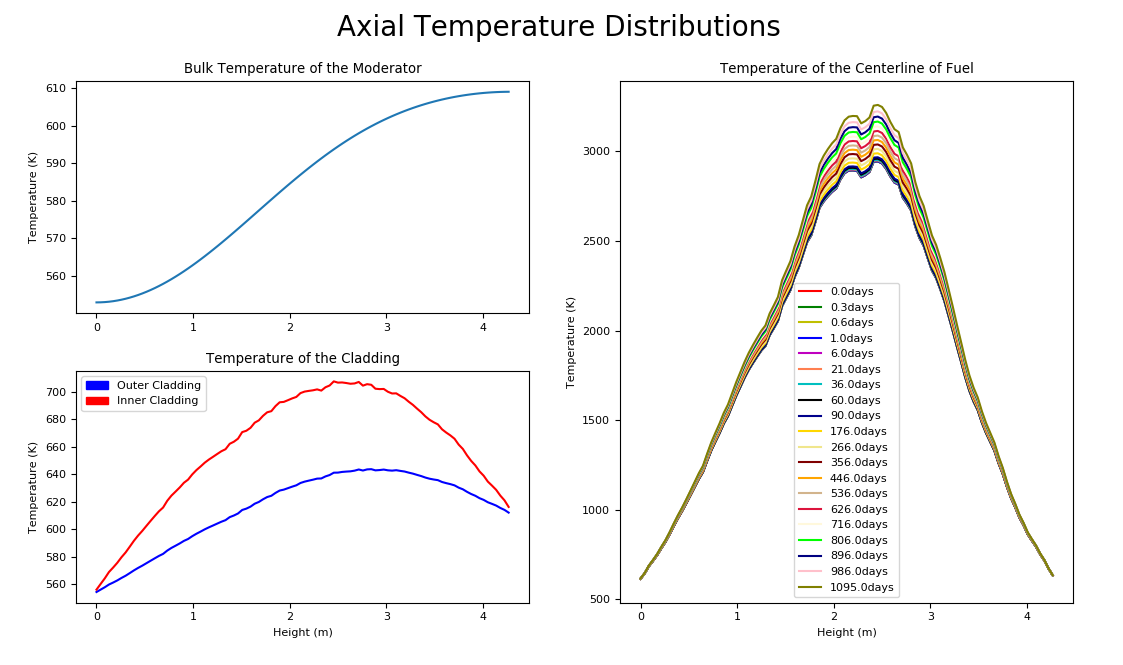 Axial Temperature Distributions
Bulk Temperature of the Moderator
Temperature (K)
610
600
590
580
570
560
0 1 2 3 4
Temperature of the Cladding
Temperature (K)
700
680
660
640
620
600
580
560
Outer Cladding
Inner Cladding
0 1 2 3 4
Height (m)
Temperature of the Centerline of Fuel
Temperature (K)
3000
2500
2000
1500
1000
500
0.0days
0.3days
0.6days
1.0days
6.0days
21.0days
36.0days
60.0days
90.0days
176.0days
266.0days
356.0days
446.0days
536.0days
626.0days
716.0days
806.0days
896.0days
986.0days
1095.0days
0 1 2 3 4
Height (m)